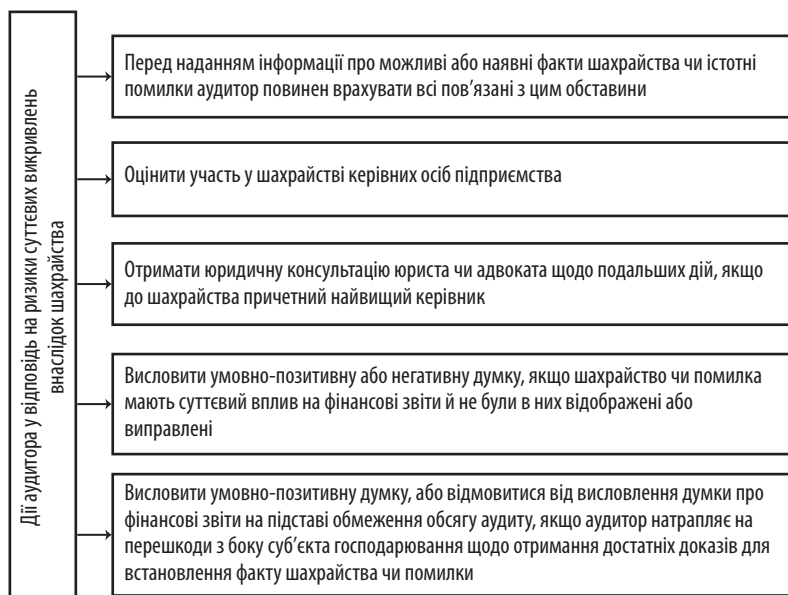 Дії аудитора у відповідь на ризики суттєвих викривлень
внаслідок шахрайства
Перед наданням інформації про можливі або наявні факти шахрайства чи істотні
помилки аудитор повинен врахувати всі пов’язані з цим обставини
Оцінити участь у шахрайстві керівних осіб підприємства
Отримати юридичну консультацію юриста чи адвоката щодо подальших дій, якщо
до шахрайства причетний найвищий керівник
Висловити умовно-позитивну або негативну думку, якщо шахрайство чи помилка
мають суттєвий вплив на фінансові звіти й не були в них відображені або
виправлені
Висловити умовно-позитивну думку, або відмовитися від висловлення думки про
фінансові звіти на підставі обмеження обсягу аудиту, якщо аудитор натрапляє на
перешкоди з боку суб’єкта господарювання щодо отримання достатніх доказів для
встановлення факту шахрайства чи помилки